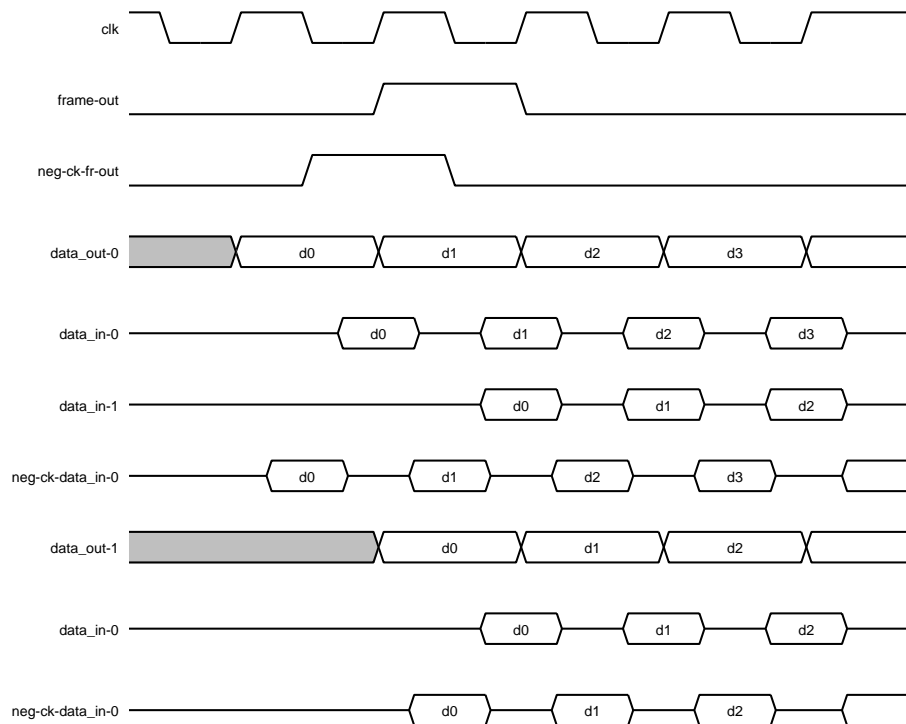 clk
frame-out
neg-ck-fr-out
data_out-0 d0 d1 d2 d3
data_in-0 d0 d1 d2 d3
data_in-1 d0 d1 d2
neg-ck-data_in-0 d0 d1 d2 d3
data_out-1 d0 d1 d2
data_in-0 d0 d1 d2
neg-ck-data_in-0 d0 d1 d2